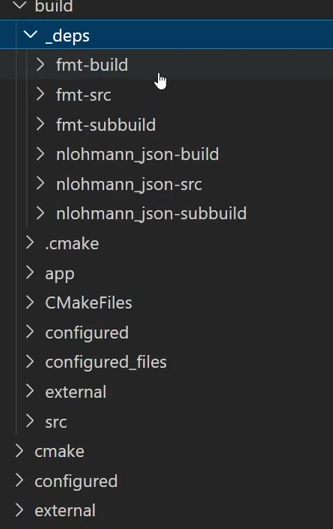 build
_deps
fmt-build
fmt-src
fmt-subbuild
nlohmann_json-build
nlohmann_json-src
nlohmann_json-subbuild
.cmake
app
CMakeFiles
configured
configured_files
external
src
cmake
configured
external